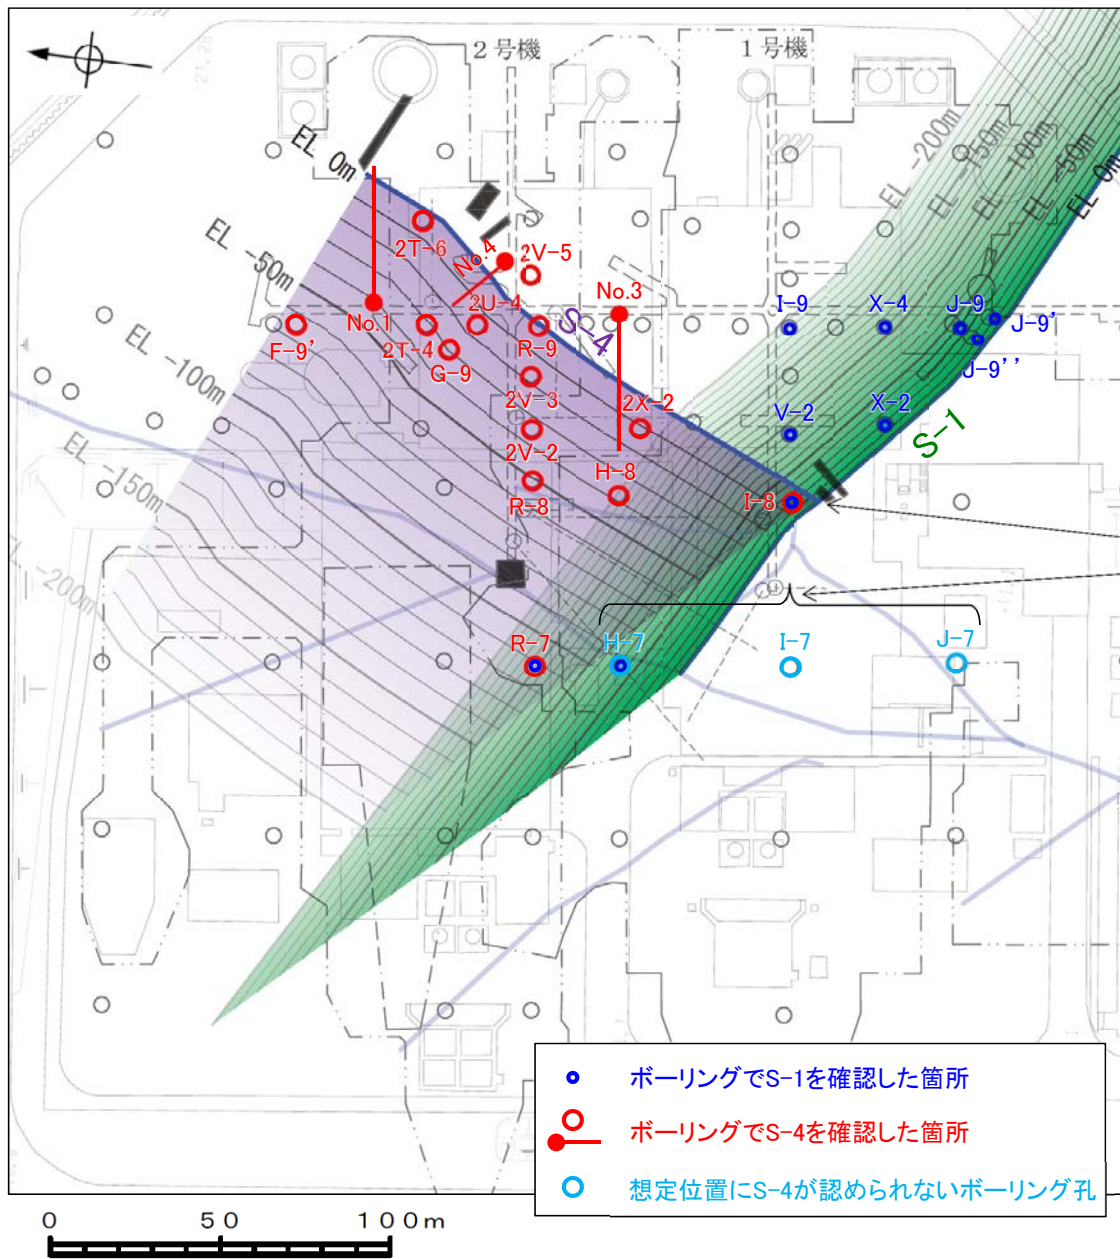 2号機
1号機
EL 0m
EL -50m
EL -100m
EL -150m
EL -200m
EL -200m
EL -150m
EL -100m
EL -50m
EL 0m
2T-6
No.4
2V-5
No.3
No.1
2U-4
S-4
I-9
X-4
J-9
J-9'
J-9''
F-9'
2T-4
G-9
R-9
2V-3
2X-2
V-2
X-2
S-1
2V-2
R-8
H-8
I-8
R-7
H-7
I-7
J-7
ボーリングでS-1を確認した箇所
ボーリングでS-4を確認した箇所
想定位置にS-4が認められないボーリング孔
0 50 100m